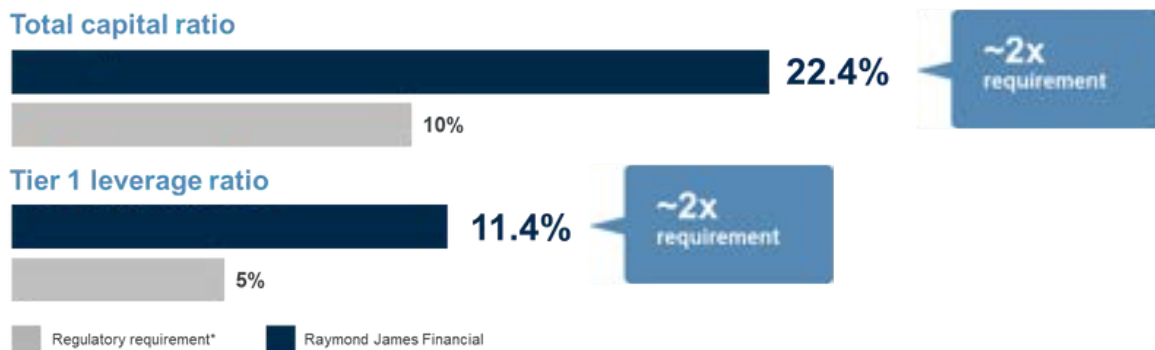 Total capital ratio
22.4%
~2x
requirement
10%
Tier 1 leverage ratio
11.4%
~2x
requirement
5%
Regulatory requirement*
Raymond James Financial